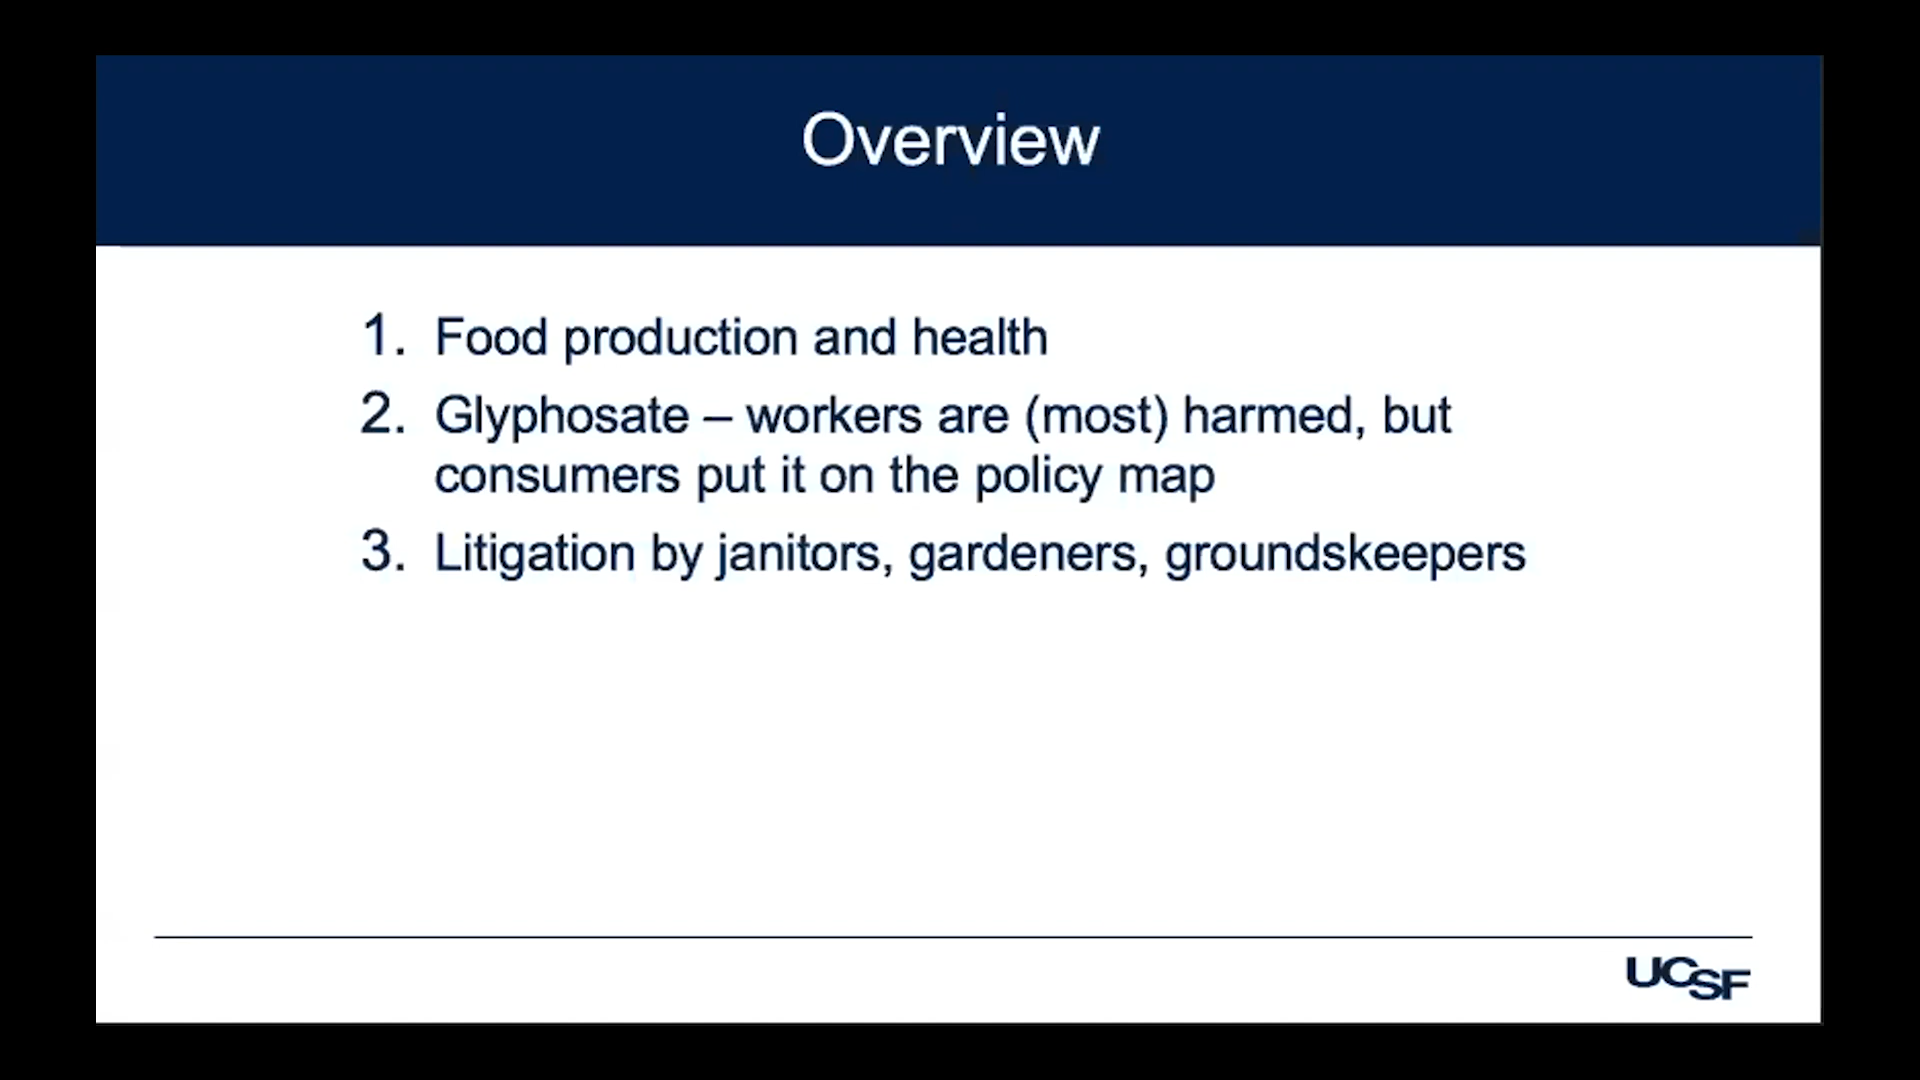 Overview
1. Food production and health
2. Glyphosate – workers are (most) harmed, but
consumers put it on the policy map
3. Litigation by janitors, gardeners, groundskeepers
UCSF